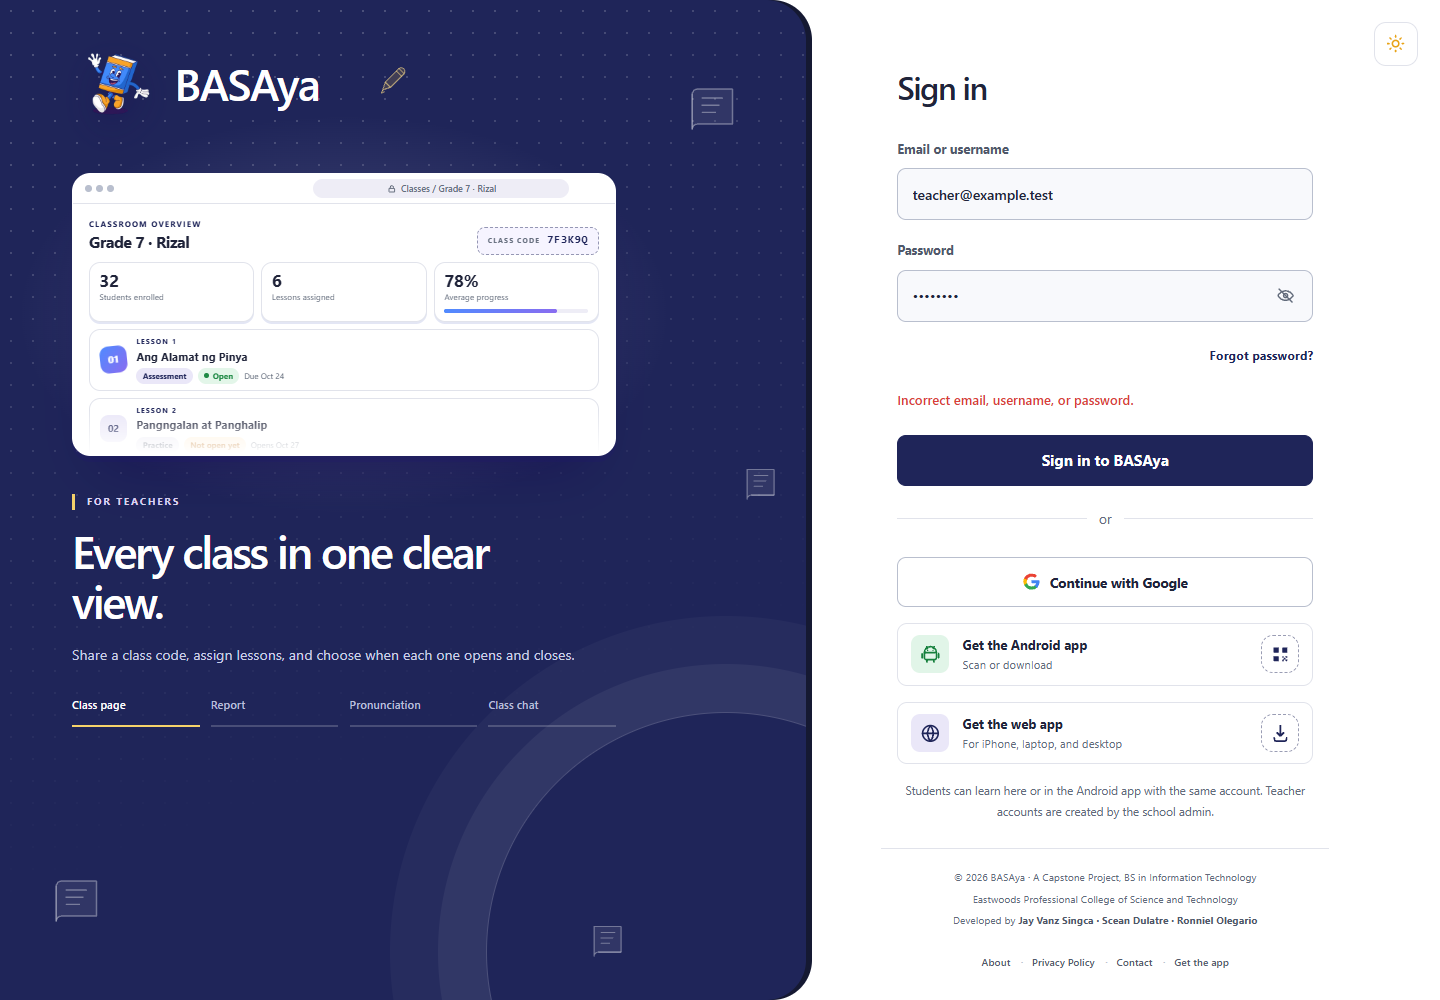 BASAya
Classes / Grade 7 · Rizal
CLASSROOM OVERVIEW
Grade 7 · Rizal
CLASS CODE 7F3K9Q
32
Students enrolled
6
Lessons assigned
78%
Average progress
01
LESSON 1
Ang Alamat ng Pinya
Assessment
Open
Due Oct 24
02
LESSON 2
Pangngalan at Panghalip
Practice
Not open yet
Opens Oct 27
FOR TEACHERS
Every class in one clear
view.
Share a class code, assign lessons, and choose when each one opens and closes.
Class page
Report
Pronunciation
Class chat
Sign in
Email or username
teacher@example.test
Password
••••••••
Forgot password?
Incorrect email, username, or password.
Sign in to BASAya
or
Continue with Google
Get the Android app
Scan or download
Get the web app
For iPhone, laptop, and desktop
Students can learn here or in the Android app with the same account. Teacher
accounts are created by the school admin.
© 2026 BASAya · A Capstone Project, BS in Information Technology
Eastwoods Professional College of Science and Technology
Developed by Jay Vanz Singca · Scean Dulatre · Ronniel Olegario
About · Privacy Policy · Contact · Get the app